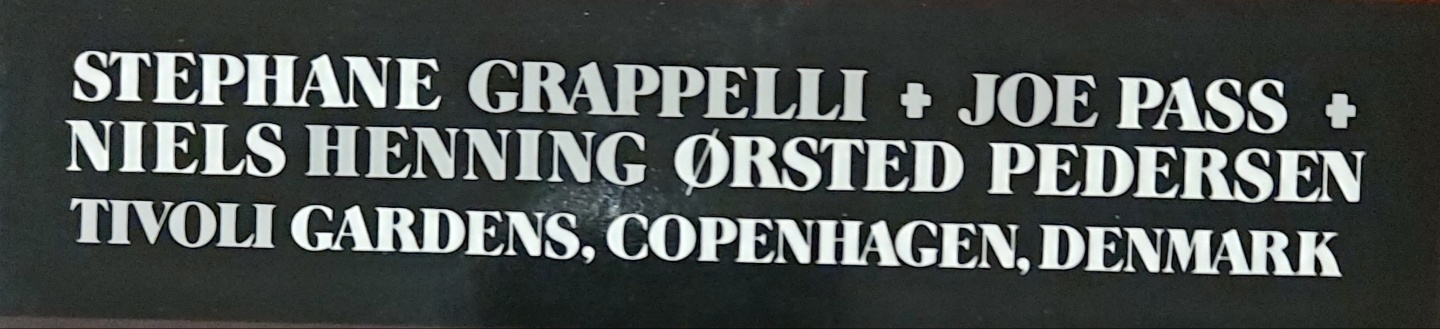 STEPHANE GRAPPELLI + JOE PASS +
NIELS HENNING ØRSTED PEDERSEN
TIVOLI GARDENS, COPENHAGEN, DENMARK